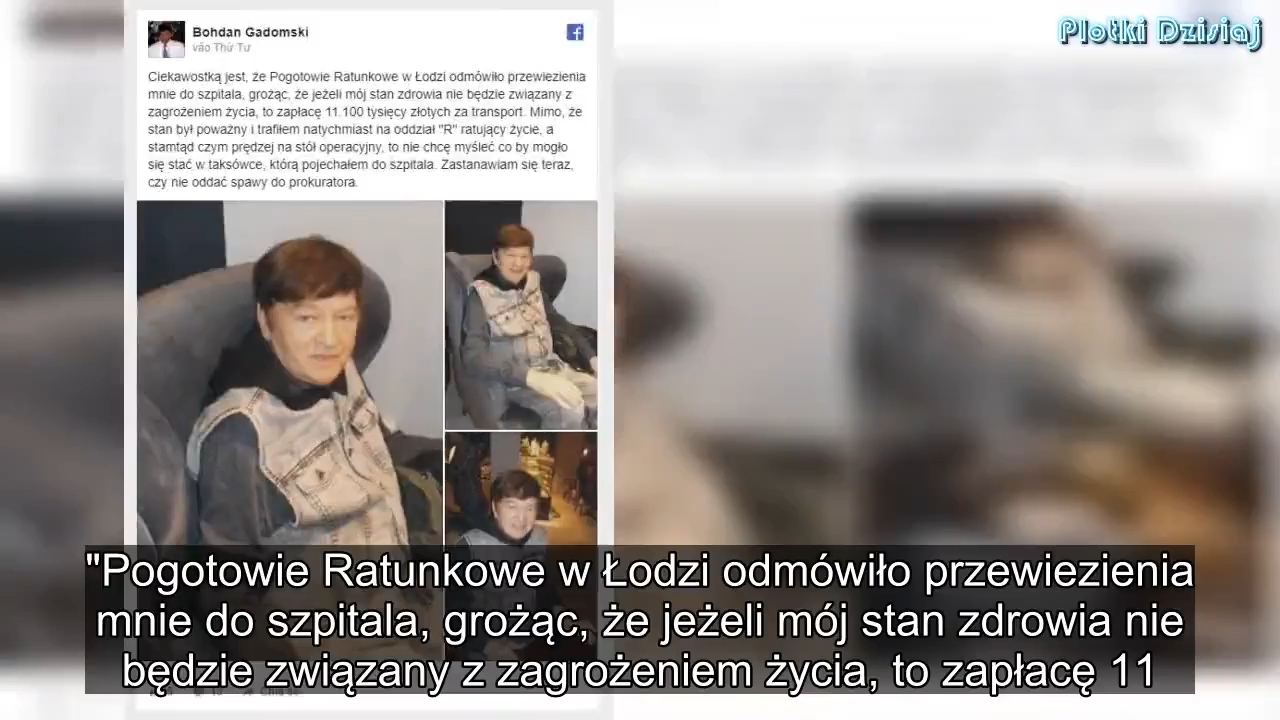 Plotki Dzisiaj
Bohdan Gadomski
vào Thứ Tư
Ciekawostką jest, że Pogotowie Ratunkowe w Łodzi odmówiło przewiezienia
mnie do szpitala, grożąc, że jeżeli mój stan zdrowia nie będzie związany z
zagrożeniem życia, to zapłacę 11.100 tysięcy złotych za transport. Mimo, że
stan był poważny i trafiłem natychmiast na oddział "R" ratujący życie, a
stamtąd czym prędzej na stół operacyjny, to nie chcę myśleć co by mogło
się stać w taksówce, którą pojechałem do szpitala. Zastanawiam się teraz,
czy nie oddać spawy do prokuratora.
"Pogotowie Ratunkowe w Łodzi odmówiło przewiezienia
mnie do szpitala, grożąc, że jeżeli mój stan zdrowia nie
będzie związany z zagrożeniem życia, to zapłacę 11